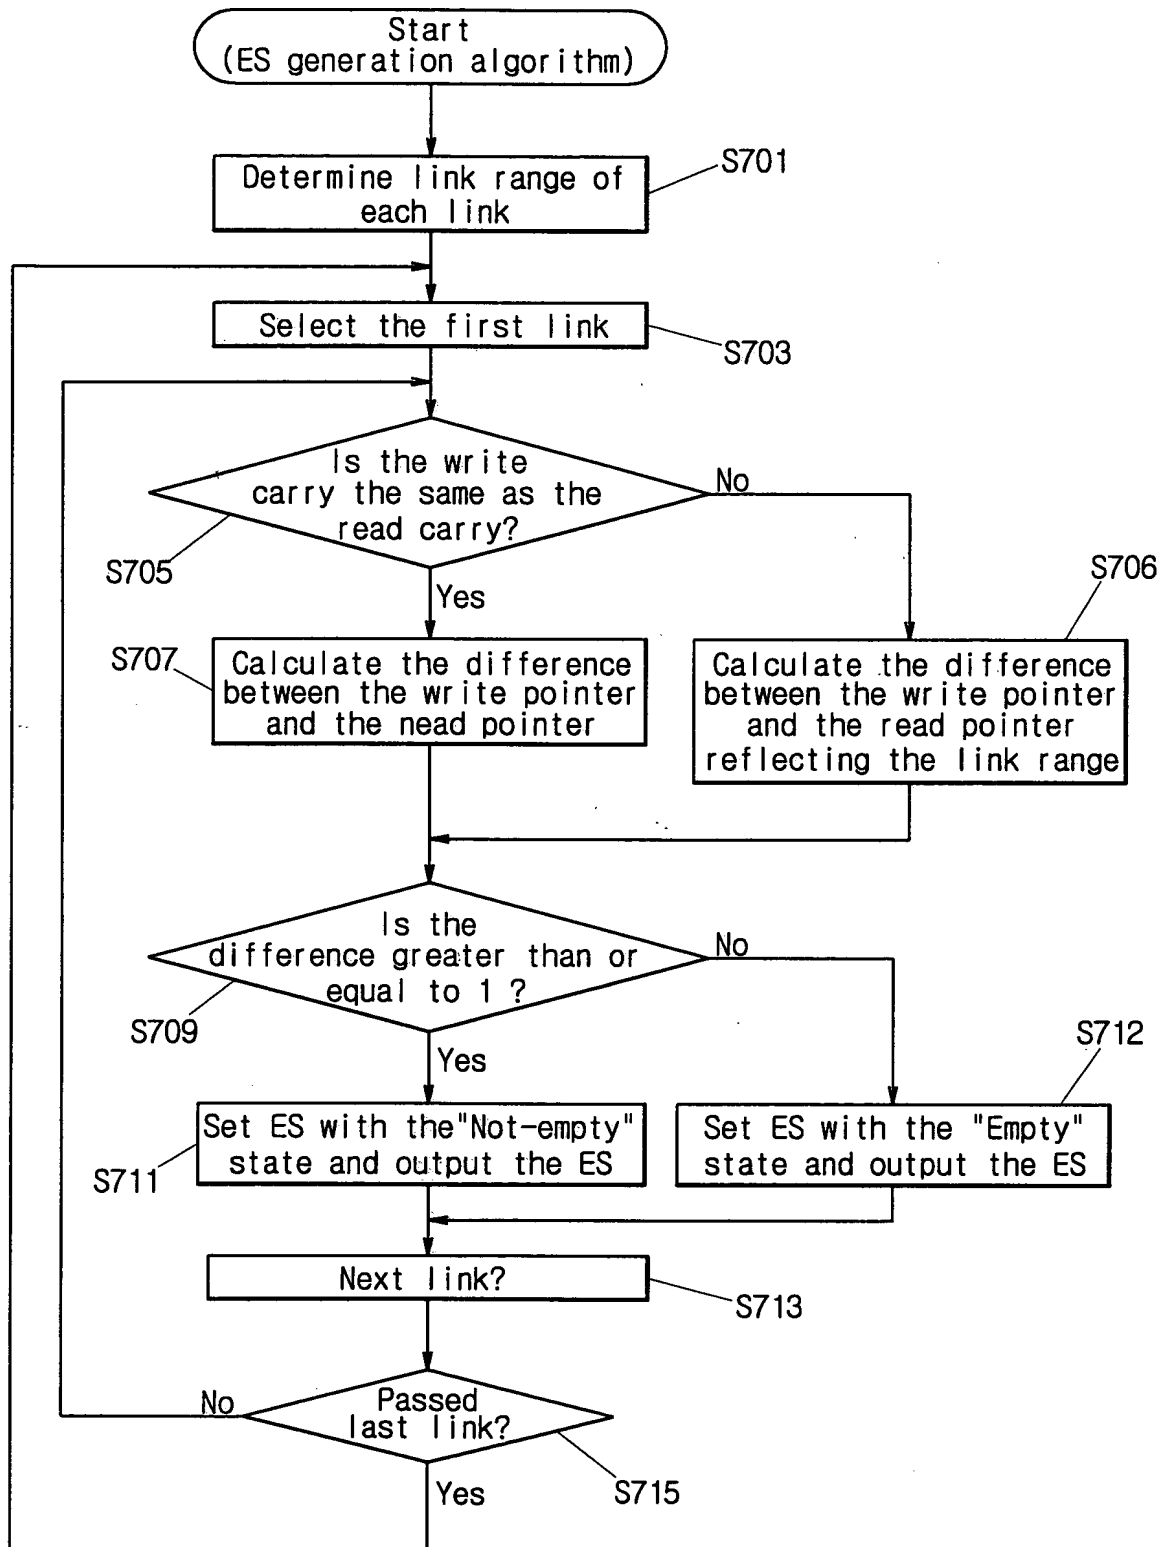 Start
(ES generation algorithm)
S701
Determine link range of
each link
Select the first link
S703
Is the write
carry the same as the
read carry?
No
S705
Yes
S706
S707
Calculate the difference
between the write pointer
and the nead pointer
Calculate the difference
between the write pointer
and the read pointer
reflecting the link range
Is the
difference greater than or
equal to 1 ?
No
S709
Yes
S712
Set ES with the"Not-empty"
state and output the ES
S711
Set ES with the "Empty"
state and output the ES
Next link?
S713
No
Passed
last link?
Yes
S715